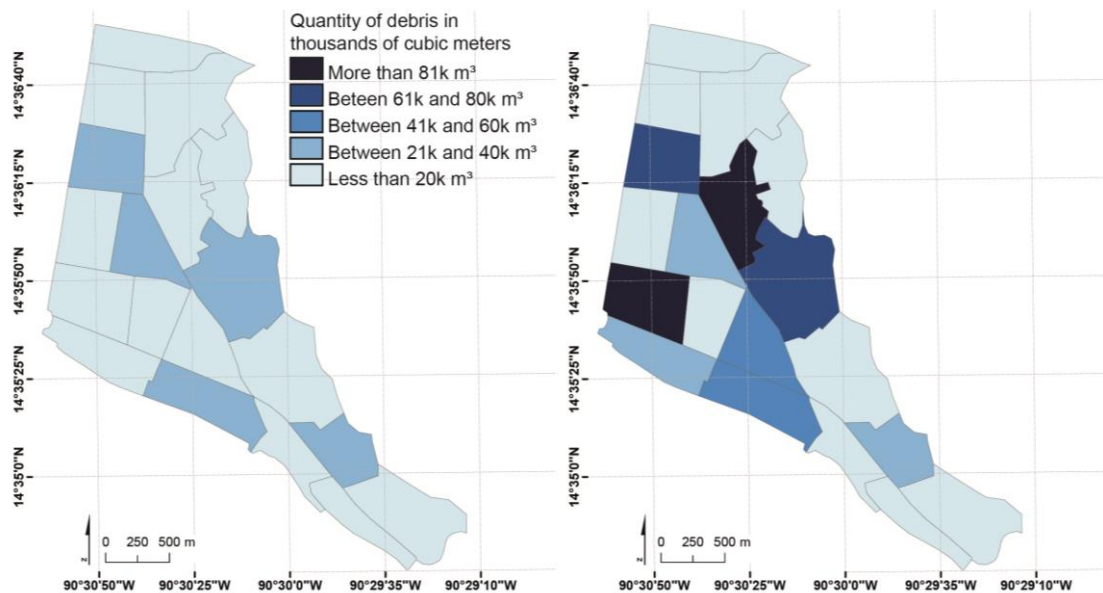 Quantity of debris in
thousands of cubic meters
More than 81k m³
Beteen 61k and 80k m³
Between 41k and 60k m³
Between 21k and 40k m³
Less than 20k m³
14°36'40"N
14°36'15"N
14°35'50"N
14°35'25"N
14°35'0"N
z
0 250 500 m
90°30'50"W 90°30'25"W 90°30'0"W 90°29'35"W 90°29'10"W
14°36'40"N
14°36'15"N
14°35'50"N
14°35'25"N
14°35'0"N
z
0 250 500 m
90°30'50"W 90°30'25"W 90°30'0"W 90°29'35"W 90°29'10"W